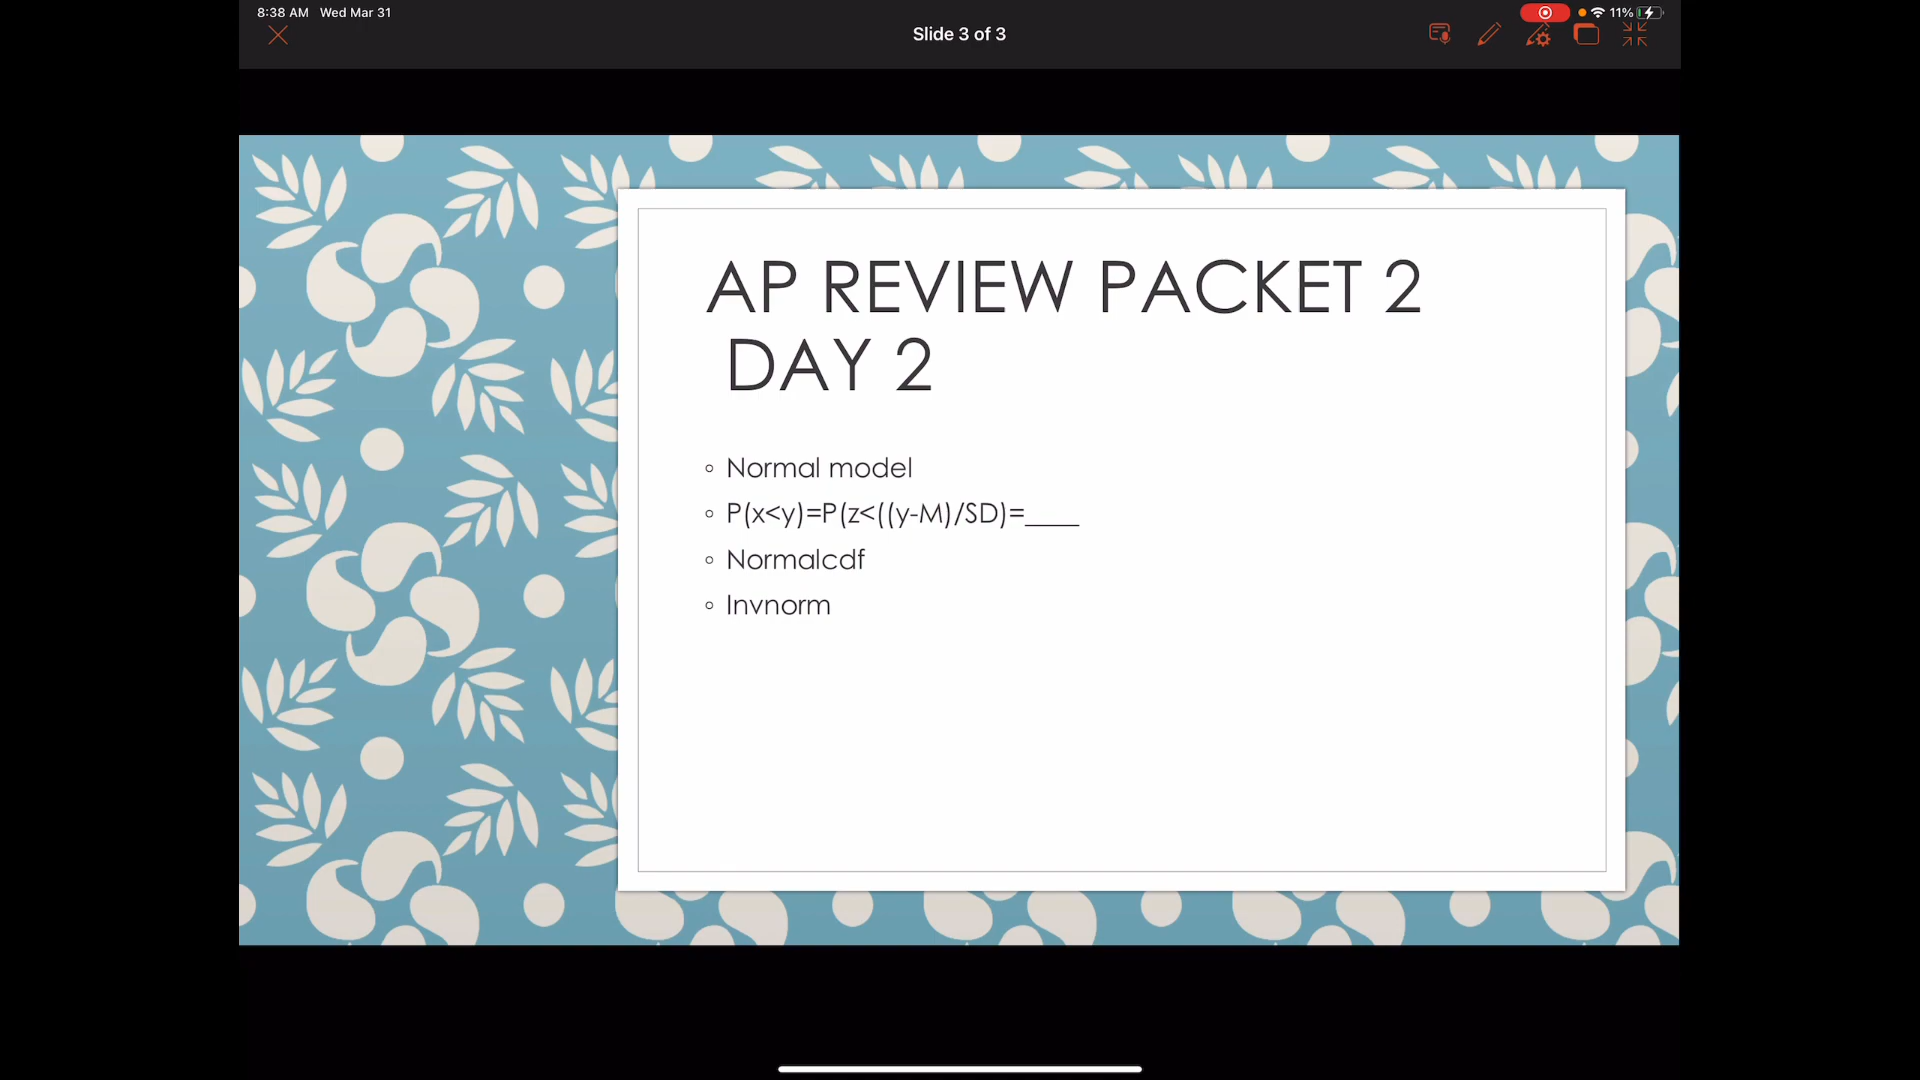 8:38 AM Wed Mar 31
11%
Slide 3 of 3
AP REVIEW PACKET 2
DAY 2
Normal model
P(x<y)=P(z<((y-M)/SD)=____
Normalcdf
Invnorm